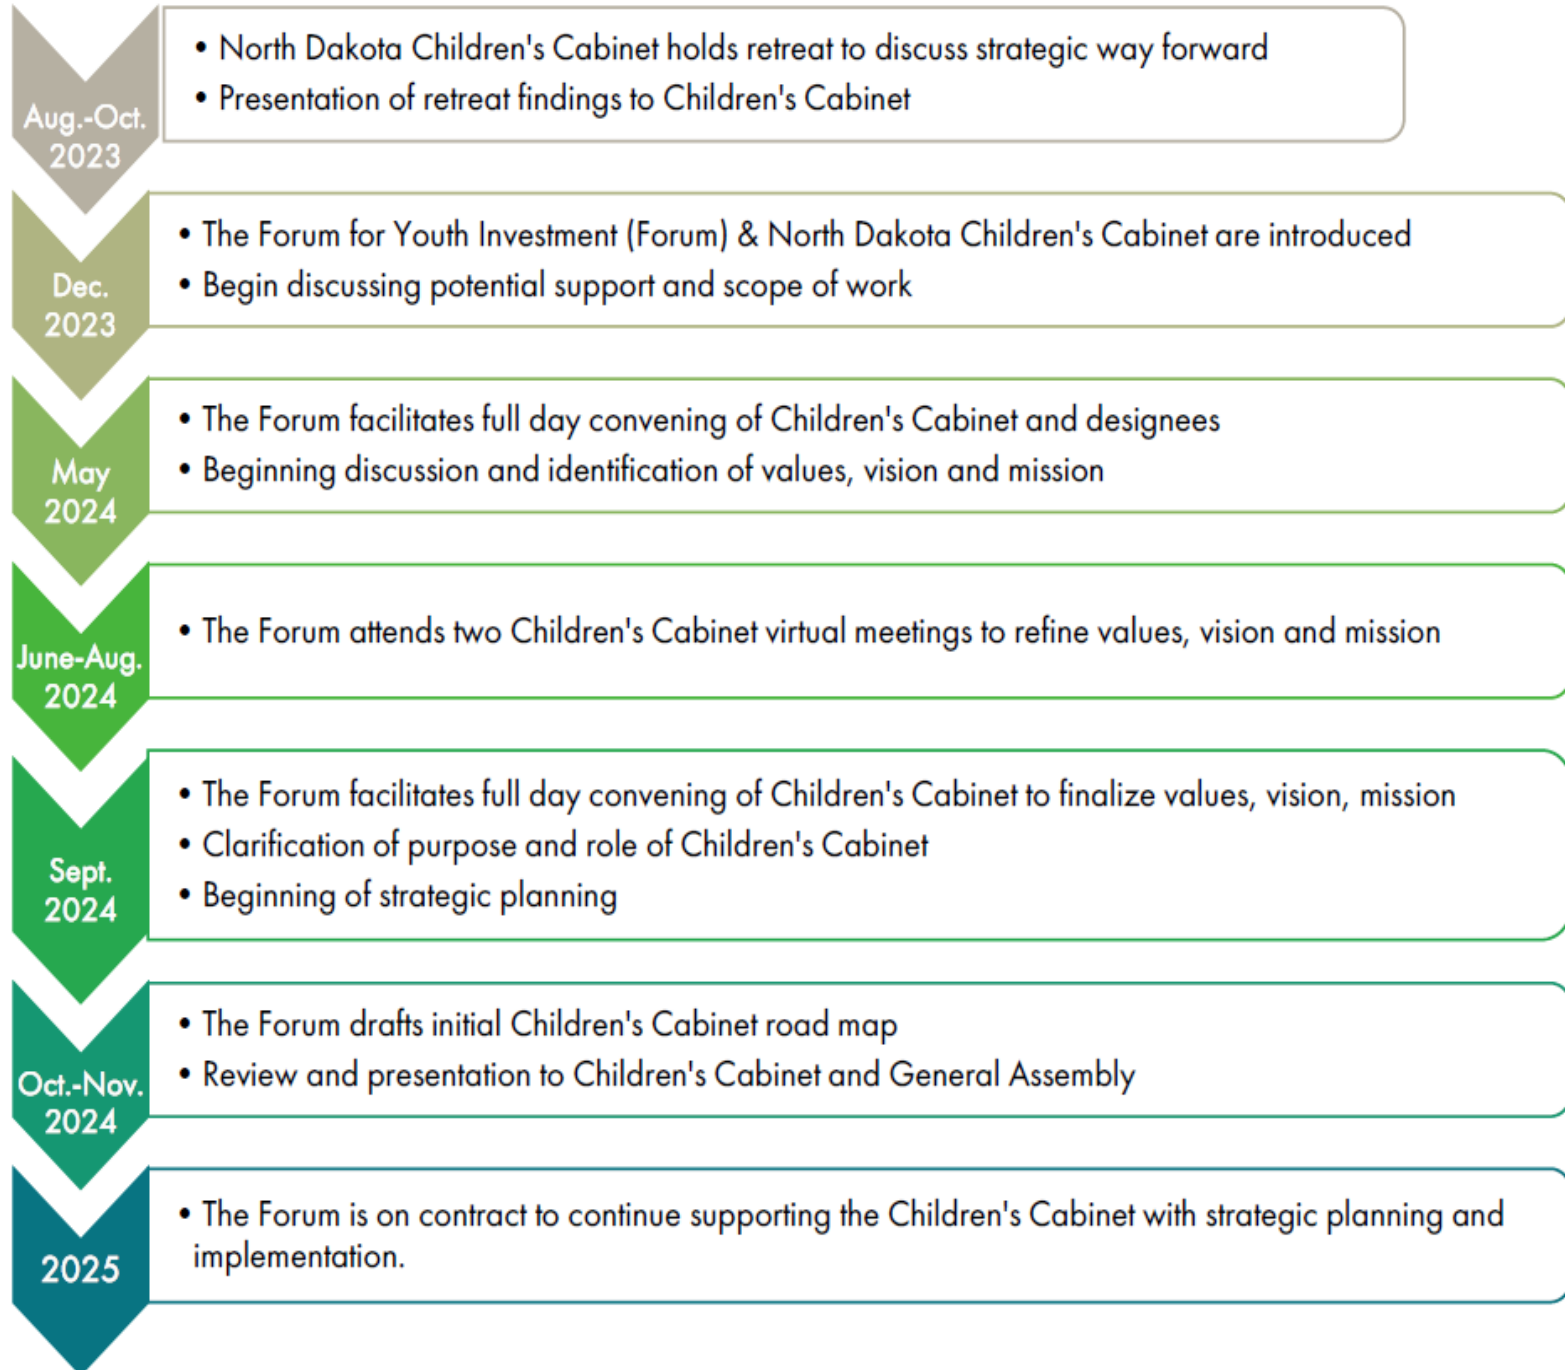 Aug.-Oct.
2023
• North Dakota Children's Cabinet holds retreat to discuss strategic way forward
• Presentation of retreat findings to Children's Cabinet
Dec.
2023
• The Forum for Youth Investment (Forum) & North Dakota Children's Cabinet are introduced
• Begin discussing potential support and scope of work
May
2024
• The Forum facilitates full day convening of Children's Cabinet and designees
• Beginning discussion and identification of values, vision and mission
June-Aug.
2024
• The Forum attends two Children's Cabinet virtual meetings to refine values, vision and mission
Sept.
2024
• The Forum facilitates full day convening of Children's Cabinet to finalize values, vision, mission
• Clarification of purpose and role of Children's Cabinet
• Beginning of strategic planning
Oct.-Nov.
2024
• The Forum drafts initial Children's Cabinet road map
• Review and presentation to Children's Cabinet and General Assembly
2025
• The Forum is on contract to continue supporting the Children's Cabinet with strategic planning and
implementation.